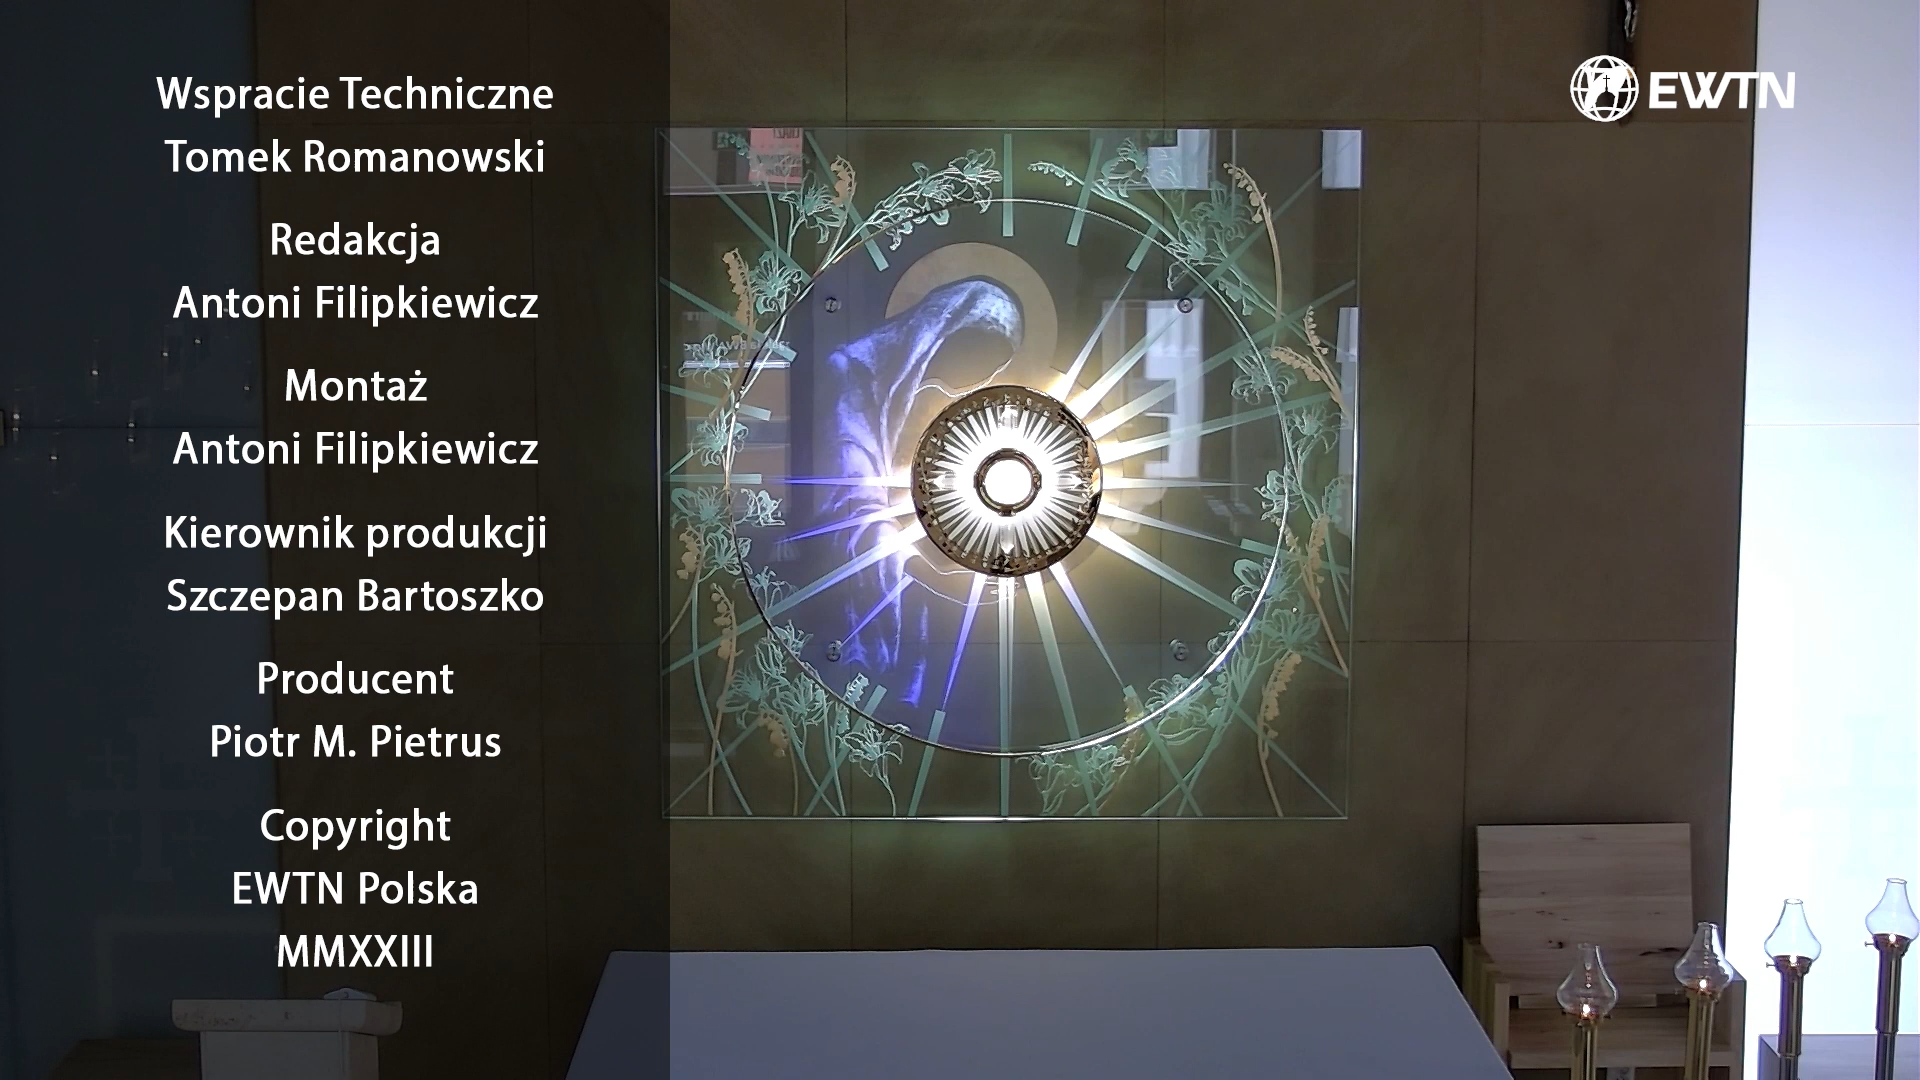 Wspracie Techniczne
Tomek Romanowski
Redakcja
Antoni Filipkiewicz
Montaż
Antoni Filipkiewicz
Kierownik produkcji
Szczepan Bartoszko
Producent
Piotr M. Pietrus
Copyright
EWTN Polska
MMXXIII
EWTN